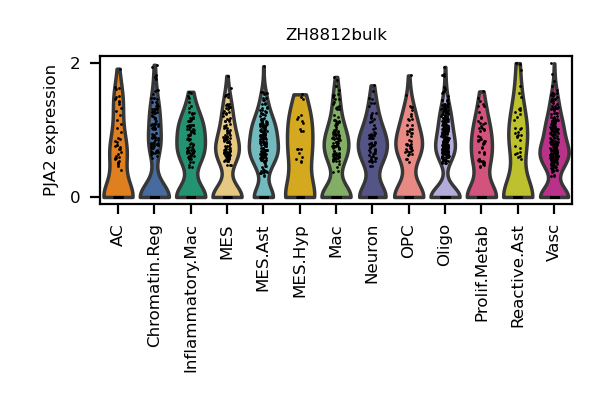 ZH8812bulk
PJA2 expression
2
0
AC
Chromatin.Reg
Inflammatory.Mac
MES
MES.Ast
MES.Hyp
Mac
Neuron
OPC
Oligo
Prolif.Metab
Reactive.Ast
Vasc